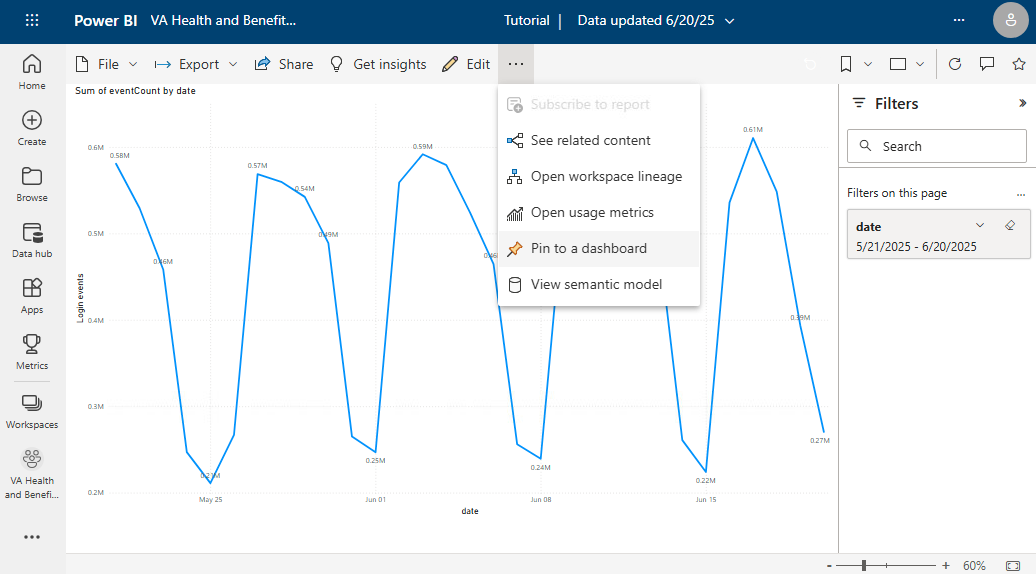 Power BI VA Health and Benefit... Tutorial | Data updated 6/20/25 ...
Home
Create
Browse
Data hub
Apps
Metrics
Workspaces
VA Health
and Benefi...
...
File Export Share Get insights Edit ...
Subscribe to report
See related content
Open workspace lineage
Open usage metrics
Pin to a dashboard
View semantic model
Sum of eventCount by date
Login events
0.6M
0.5M
0.4M
0.3M
0.2M
0.58M
0.46M
0.21M
0.57M
0.54M
0.49M
0.25M
0.59M
0.24M
0.22M
0.61M
0.39M
0.27M
May 25
Jun 01
Jun 08
Jun 15
date
Filters
Search
Filters on this page ...
date
5/21/2025 - 6/20/2025
- + 60%